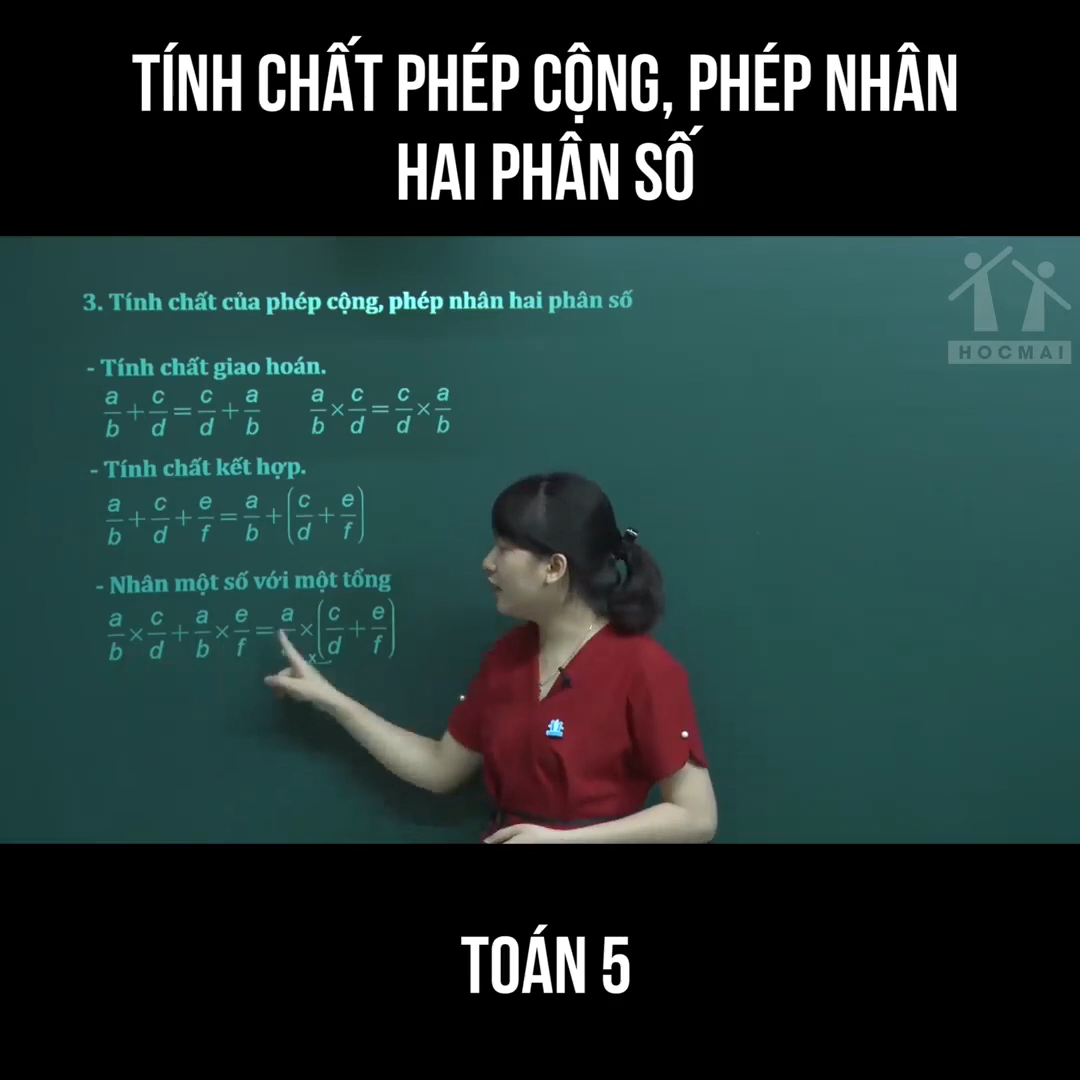 TÍNH CHẤT PHÉP CỘNG, PHÉP NHÂN
HAI PHÂN SỐ
HOCMAI
3. Tính chất của phép cộng, phép nhân hai phân số
- Tính chất giao hoán.
a/b + c/d = c/d + a/b    a/b × c/d = c/d × a/b
- Tính chất kết hợp.
a/b + c/d + e/f = a/b + (c/d + e/f)
- Nhân một số với một tổng
a/b × c/d + a/b × e/f = a × (c/d + e/f)
x
TOÁN 5